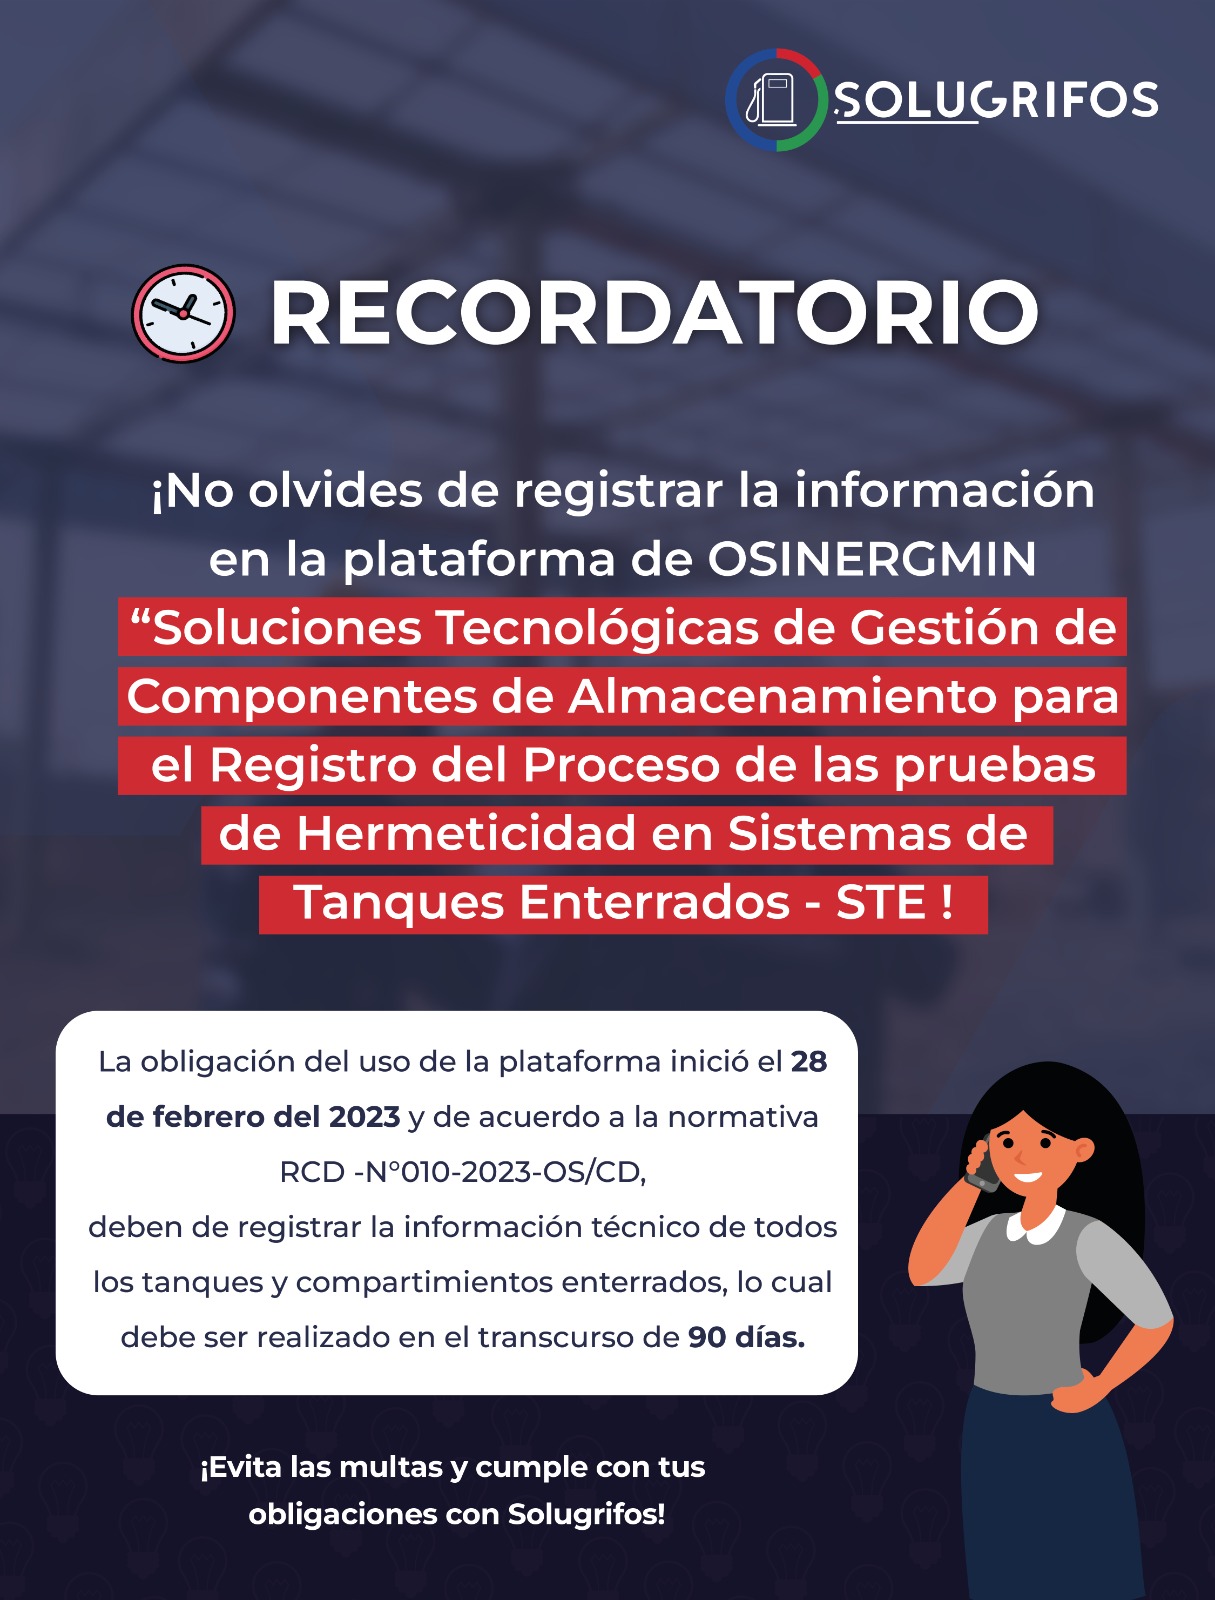 SOLUGRIFOS
RECORDATORIO
¡No olvides de registrar la información
en la plataforma de OSINERGMIN
“Soluciones Tecnológicas de Gestión de
Componentes de Almacenamiento para
el Registro del Proceso de las pruebas
de Hermeticidad en Sistemas de
Tanques Enterrados - STE !
La obligación del uso de la plataforma inició el 28
de febrero del 2023 y de acuerdo a la normativa
RCD -N°010-2023-OS/CD,
deben de registrar la información técnico de todos
los tanques y compartimientos enterrados, lo cual
debe ser realizado en el transcurso de 90 días.
¡Evita las multas y cumple con tus
obligaciones con Solugrifos!